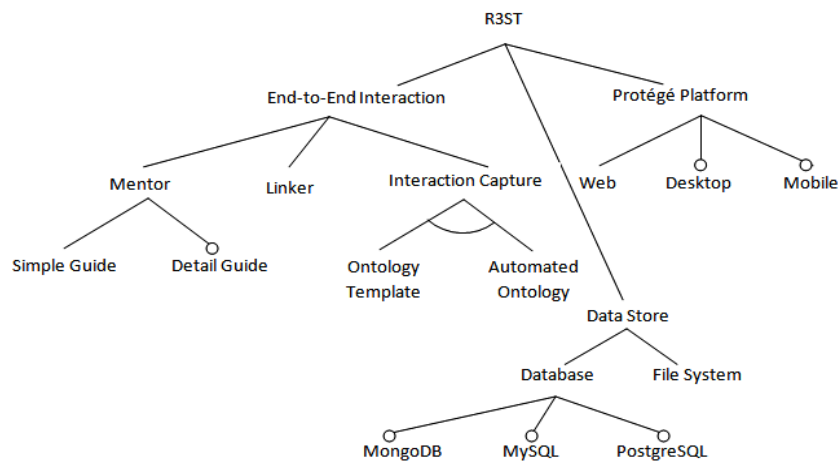 R3ST
End-to-End Interaction
Protégé Platform
Mentor
Linker
Interaction Capture
Web
Desktop
Mobile
Simple Guide
Detail Guide
Ontology
Template
Automated
Ontology
Data Store
Database
File System
MongoDB
MySQL
PostgreSQL